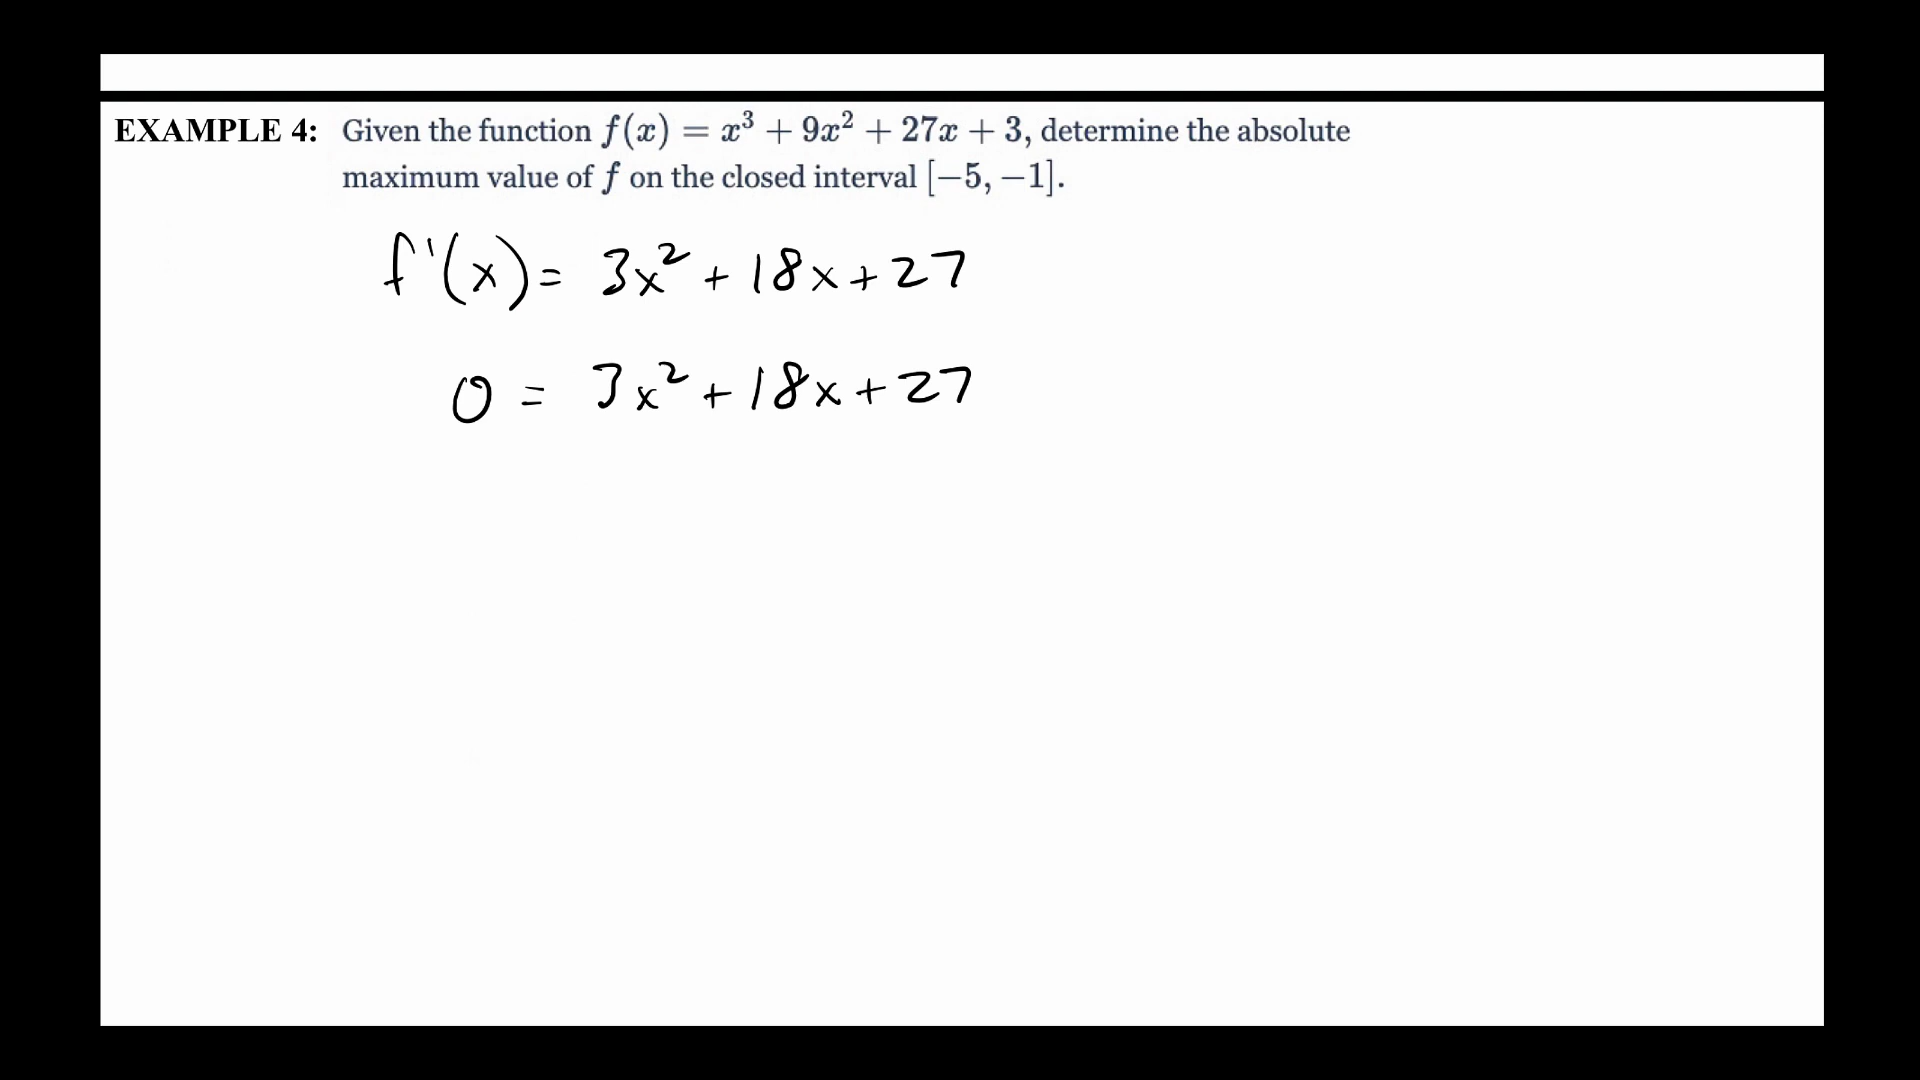 EXAMPLE 4: Given the function f(x) = x³ + 9x² + 27x + 3, determine the absolute
maximum value of f on the closed interval [−5, −1].
f'(x) = 3x² + 18x + 27
0 = 3x² + 18x + 27